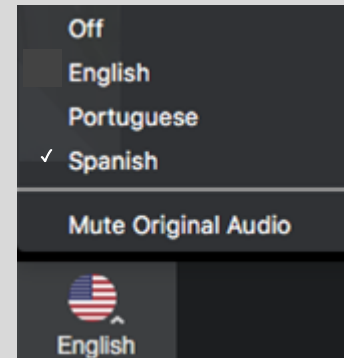 Off
English
Portuguese
Spanish
Mute Original Audio
English